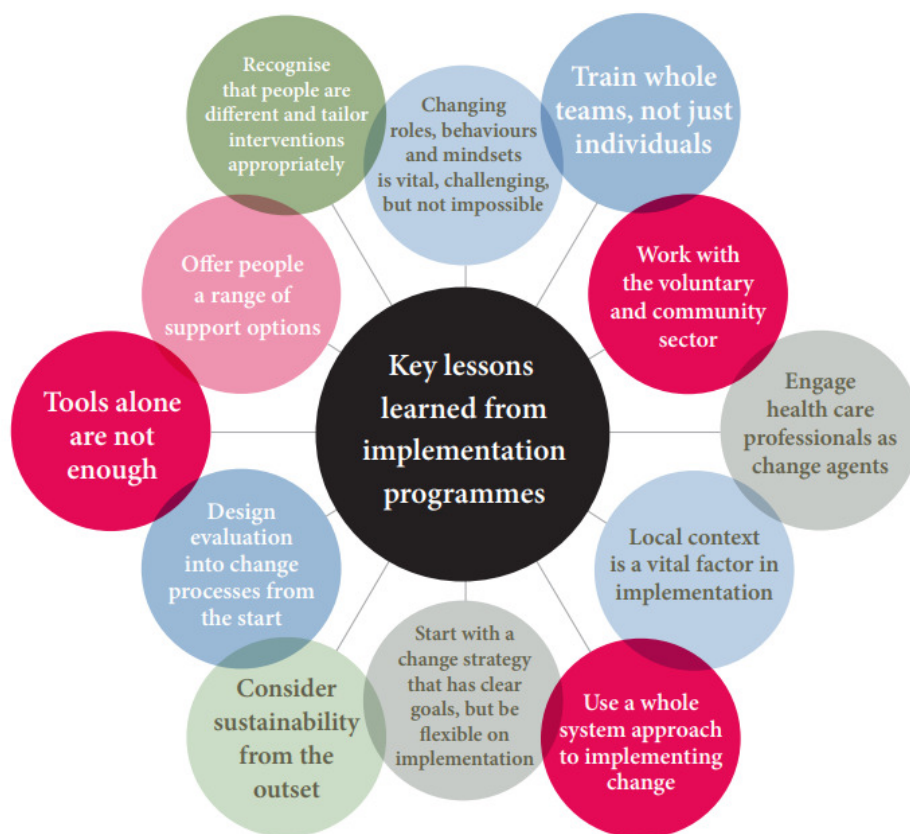 Recognise
that people are
different and tailor
interventions
appropriately
Changing
roles, behaviours
and mindsets
is vital, challenging,
but not impossible
Train whole
teams, not just
individuals
Offer people
a range of
support options
Work with
the voluntary
and community
sector
Tools alone
are not
enough
Key lessons
learned from
implementation
programmes
Engage
health care
professionals as
change agents
Design
evaluation
into change
processes from
the start
Local context
is a vital factor in
implementation
Consider
sustainability
from the
outset
Start with a
change strategy
that has clear
goals, but be
flexible on
implementation
Use a whole
system approach
to implementing
change